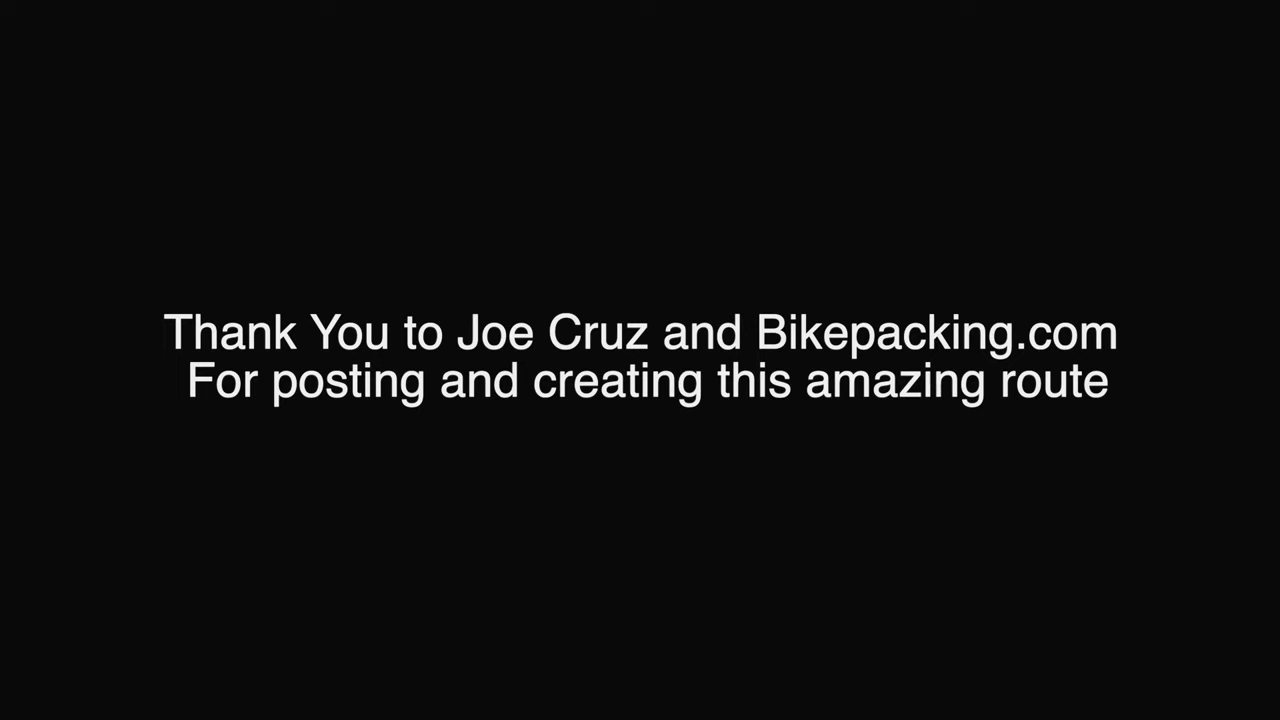 Thank You to Joe Cruz and Bikepacking.com
For posting and creating this amazing route